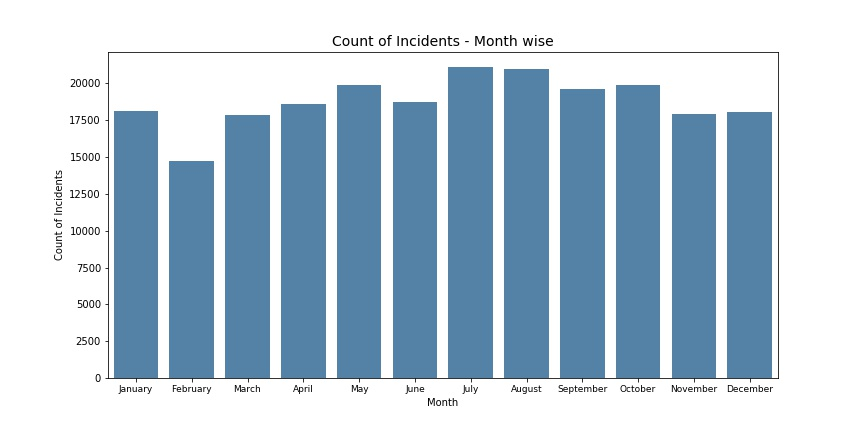 Count of Incidents - Month wise
Count of Incidents
20000
17500
15000
12500
10000
7500
5000
2500
0
January February March April May June July August September October November December
Month